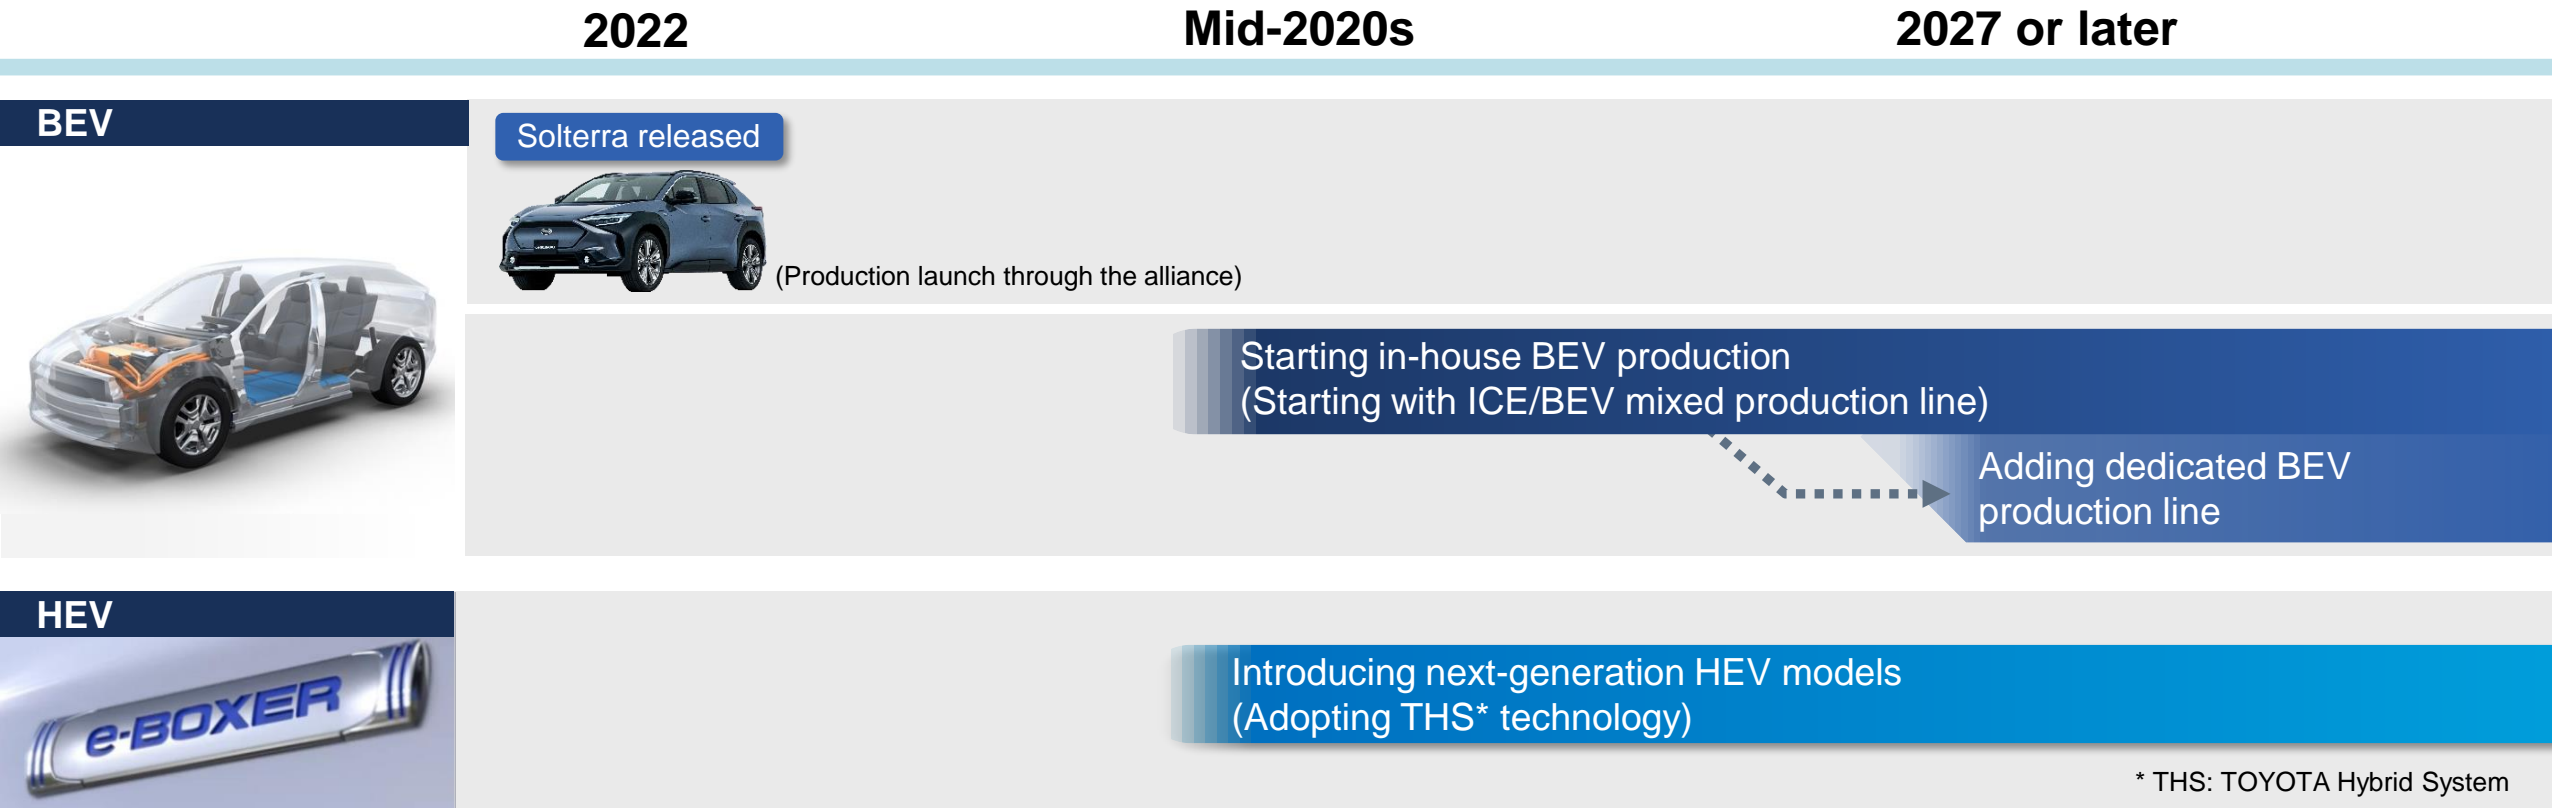 2022
Mid-2020s
2027 or later
BEV
Solterra released
(Production launch through the alliance)
Starting in-house BEV production
(Starting with ICE/BEV mixed production line)
Adding dedicated BEV
production line
HEV
e-BOXER
Introducing next-generation HEV models
(Adopting THS* technology)
* THS: TOYOTA Hybrid System